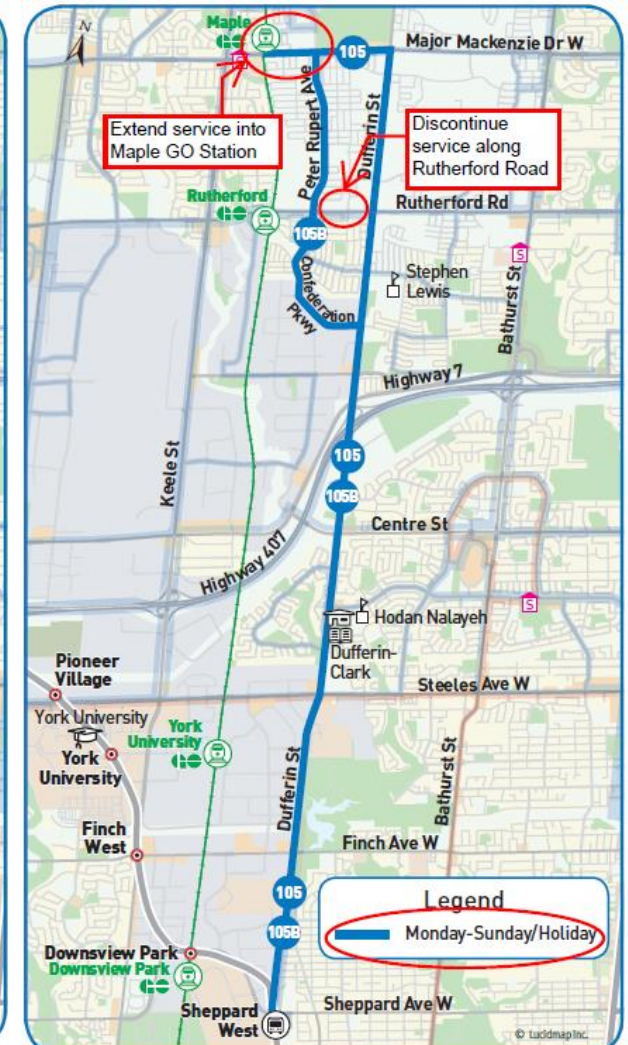 N
Maple
105
Major Mackenzie Dr W
Extend service into
Maple GO Station
Peter Rupert Ave
Dufferin St
Discontinue
service along
Rutherford Road
Rutherford
Rutherford Rd
105B
S
Confederation
Pkwy
Stephen
Lewis
Bathurst St
Highway 7
Keele St
105
105B
Centre St
Highway 407
S
Hodan Nalayeh
Dufferin-
Clark
Pioneer
Village
Steeles Ave W
York University
York
University
York
University
Dufferin St
Bathurst St
Finch
West
Finch Ave W
105
105B
Legend
Monday-Sunday/Holiday
Downsview Park
Downsview Park
Sheppard
West
Sheppard Ave W
© Lucidmap Inc.